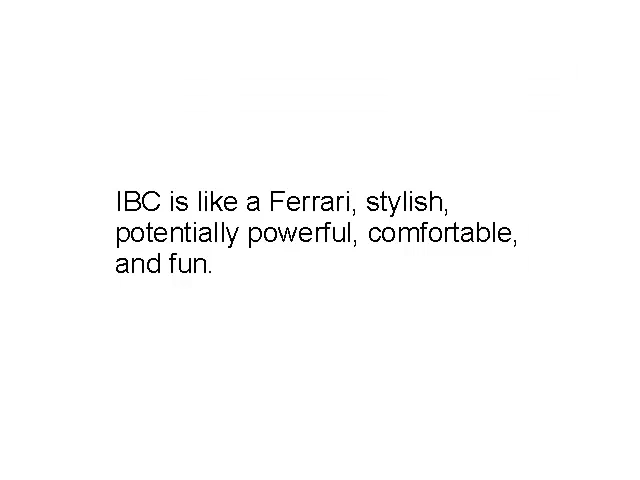 IBC is like a Ferrari, stylish,
potentially powerful, comfortable,
and fun.